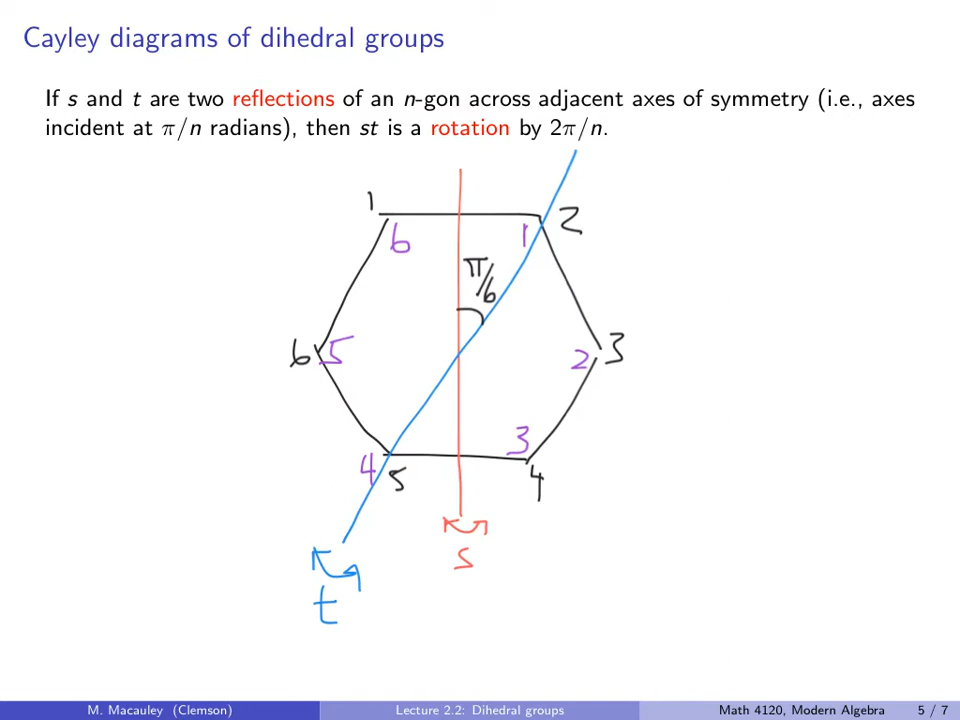 Cayley diagrams of dihedral groups
If s and t are two reflections of an n-gon across adjacent axes of symmetry (i.e., axes
incident at π/n radians), then st is a rotation by 2π/n.
1
2
6
1
π/6
6
5
2
3
3
4
5
4
s
t
M. Macauley (Clemson)
Lecture 2.2: Dihedral groups
Math 4120, Modern Algebra
5 / 7